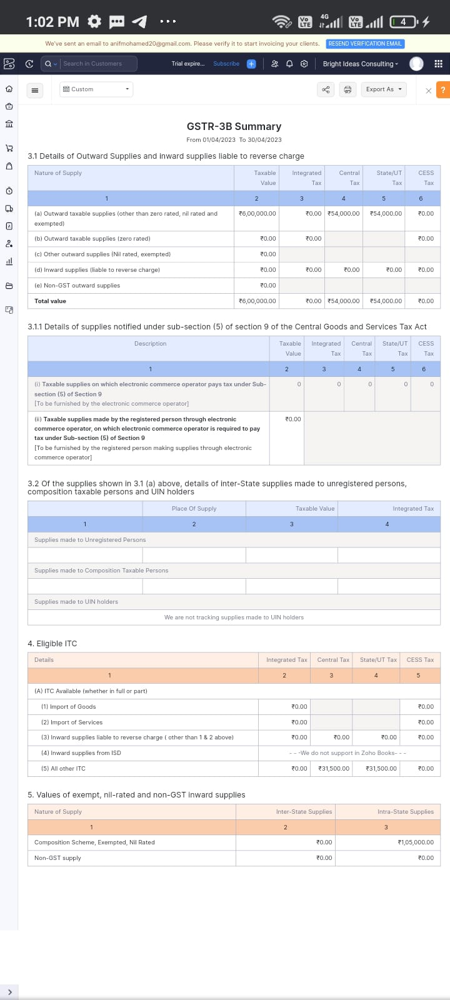 1:02 PM
Vo LTE 4G Vo LTE 4
We've sent an email to anifmohamed20@gmail.com. Please verify it to start invoicing your clients. RESEND VERIFICATION EMAIL
Search in Customers Trial expire... Subscribe + Bright Ideas Consulting
Custom Export As × ?
GSTR-3B Summary
From 01/04/2023 To 30/04/2023
3.1 Details of Outward Supplies and inward supplies liable to reverse charge
Nature of Supply Taxable Value Integrated Tax Central Tax State/UT Tax CESS Tax
1 2 3 4 5 6
(a) Outward taxable supplies (other than zero rated, nil rated and exempted) ₹6,00,000.00 ₹0.00 ₹54,000.00 ₹54,000.00 ₹0.00
(b) Outward taxable supplies (zero rated) ₹0.00 ₹0.00 ₹0.00
(c) Other outward supplies (Nil rated, exempted) ₹0.00
(d) Inward supplies (liable to reverse charge) ₹0.00 ₹0.00 ₹0.00 ₹0.00 ₹0.00
(e) Non-GST outward supplies ₹0.00
Total value ₹6,00,000.00 ₹0.00 ₹54,000.00 ₹54,000.00 ₹0.00
3.1.1 Details of supplies notified under sub-section (5) of section 9 of the Central Goods and Services Tax Act
Description Taxable Value Integrated Tax Central Tax State/UT Tax CESS Tax
1 2 3 4 5 6
(i) Taxable supplies on which electronic commerce operator pays tax under Sub- 0 0 0 0 0
section (5) of Section 9
[To be furnished by the electronic commerce operator]
(ii) Taxable supplies made by the registered person through electronic ₹0.00
commerce operator, on which electronic commerce operator is required to pay
tax under Sub-section (5) of Section 9
[To be furnished by the registered person making supplies through electronic
commerce operator]
3.2 Of the supplies shown in 3.1 (a) above, details of inter-State supplies made to unregistered persons,
composition taxable persons and UIN holders
Place Of Supply Taxable Value Integrated Tax
1 2 3 4
Supplies made to Unregistered Persons
Supplies made to Composition Taxable Persons
Supplies made to UIN holders
We are not tracking supplies made to UIN holders
4. Eligible ITC
Details Integrated Tax Central Tax State/UT Tax CESS Tax
1 2 3 4 5
(A) ITC Available (whether in full or part)
(1) Import of Goods ₹0.00 ₹0.00
(2) Import of Services ₹0.00 ₹0.00
(3) Inward supplies liable to reverse charge ( other than 1 & 2 above) ₹0.00 ₹0.00 ₹0.00 ₹0.00
(4) Inward supplies from ISD - - -We do not support in Zoho Books- - -
(5) All other ITC ₹0.00 ₹31,500.00 ₹31,500.00 ₹0.00
5. Values of exempt, nil-rated and non-GST inward supplies
Nature of Supply Inter-State Supplies Intra-State Supplies
1 2 3
Composition Scheme, Exempted, Nil Rated ₹0.00 ₹1,05,000.00
Non-GST supply ₹0.00 ₹0.00